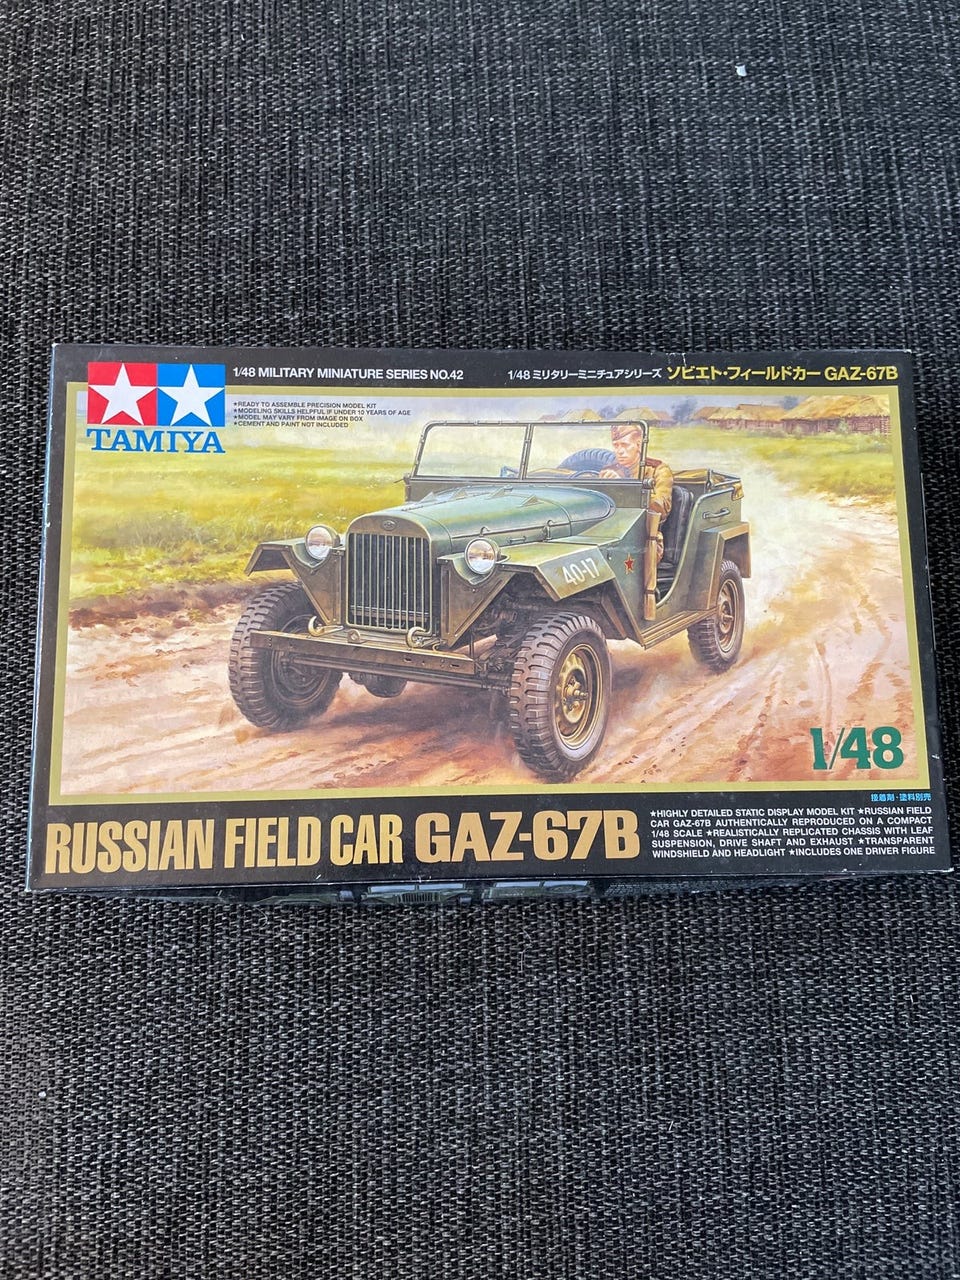 TAMIYA
1/48 MILITARY MINIATURE SERIES NO.42
1/48 ミリタリーミニチュアシリーズ ソビエト・フィールドカー GAZ-67B
★READY TO ASSEMBLE PRECISION MODEL KIT
★MODELING SKILLS HELPFUL IF UNDER 10 YEARS OF AGE
★MODEL MAY VARY FROM IMAGE ON BOX
★CEMENT AND PAINT NOT INCLUDED
40-17
1/48
接着剤・塗料別売
RUSSIAN FIELD CAR GAZ-67B
★HIGHLY DETAILED STATIC DISPLAY MODEL KIT ★RUSSIAN FIELD
CAR GAZ-67B AUTHENTICALLY REPRODUCED ON A COMPACT
1/48 SCALE ★REALISTICALLY REPLICATED CHASSIS WITH LEAF
SUSPENSION, DRIVE SHAFT AND EXHAUST ★TRANSPARENT
WINDSHIELD AND HEADLIGHT ★INCLUDES ONE DRIVER FIGURE